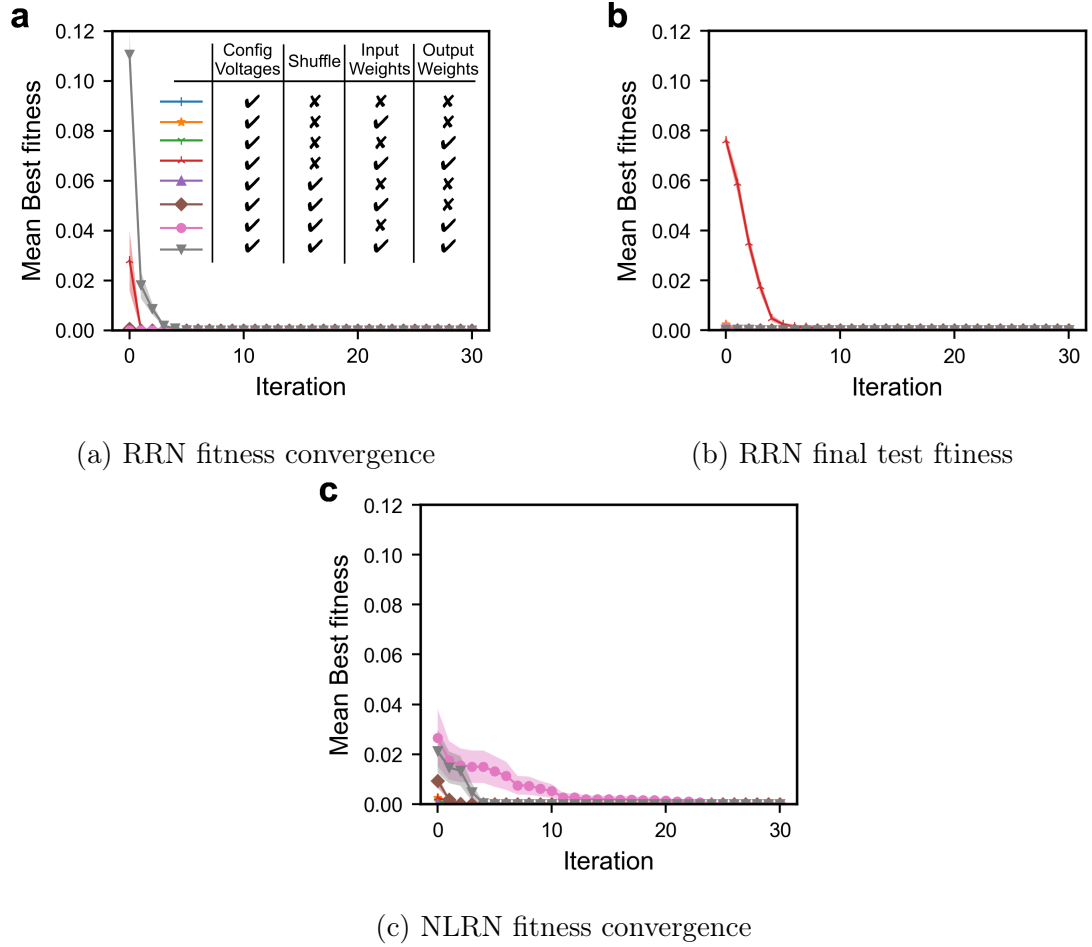 a
Mean Best fitness
0.12
0.10
0.08
0.06
0.04
0.02
0.00
Config Voltages
Shuffle
Input Weights
Output Weights
✔ ✘ ✘ ✘
✔ ✘ ✔ ✘
✔ ✘ ✘ ✔
✔ ✘ ✔ ✔
✔ ✔ ✘ ✘
✔ ✔ ✔ ✘
✔ ✔ ✘ ✔
✔ ✔ ✔ ✔
0 10 20 30
Iteration
(a) RRN fitness convergence
b
Mean Best fitness
0.12
0.10
0.08
0.06
0.04
0.02
0.00
0 10 20 30
Iteration
(b) RRN final test ftiness
c
Mean Best fitness
0.12
0.10
0.08
0.06
0.04
0.02
0.00
0 10 20 30
Iteration
(c) NLRN fitness convergence